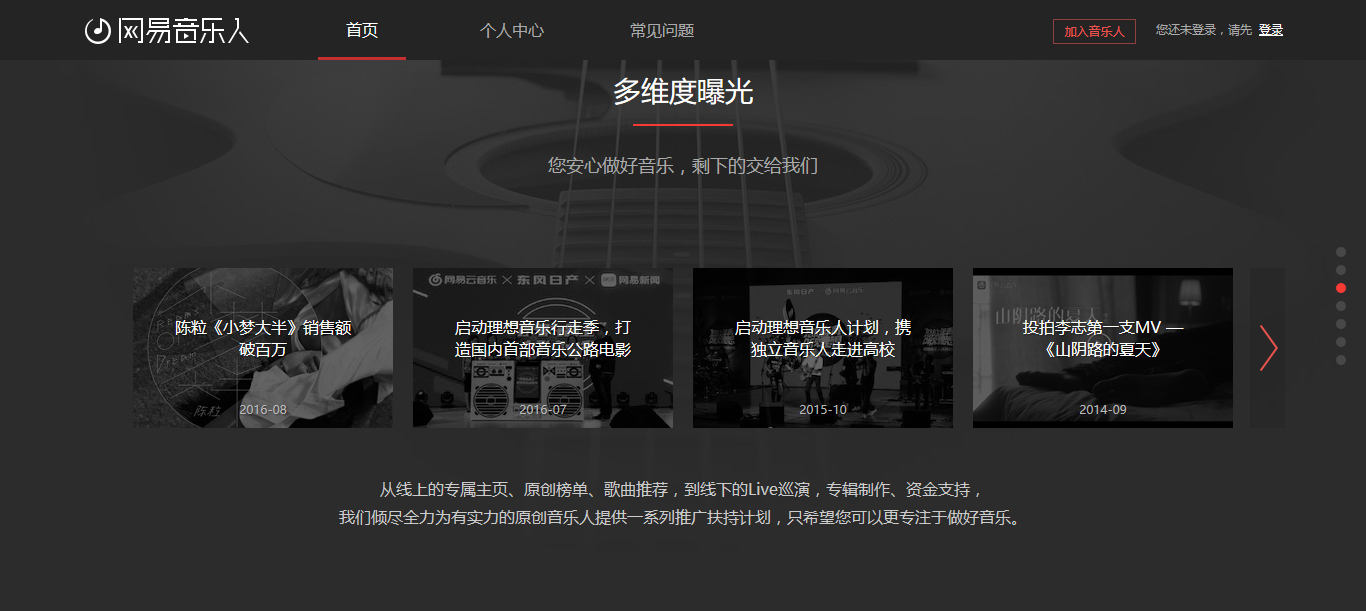 网易音乐人
首页
个人中心
常见问题
加入音乐人
您还未登录，请先 登录
多维度曝光
您安心做好音乐，剩下的交给我们
陈粒《小梦大半》销售额
破百万
陈粒
2016-08
网易云音乐 × 东风日产 × 网易新闻
启动理想音乐行走季，打
造国内首部音乐公路电影
2016-07
启动理想音乐人计划，携
独立音乐人走进高校
2015-10
山阴路的夏天
投拍李志第一支MV —
《山阴路的夏天》
2014-09
从线上的专属主页、原创榜单、歌曲推荐，到线下的Live巡演，专辑制作、资金支持，
我们倾尽全力为有实力的原创音乐人提供一系列推广扶持计划，只希望您可以更专注于做好音乐。